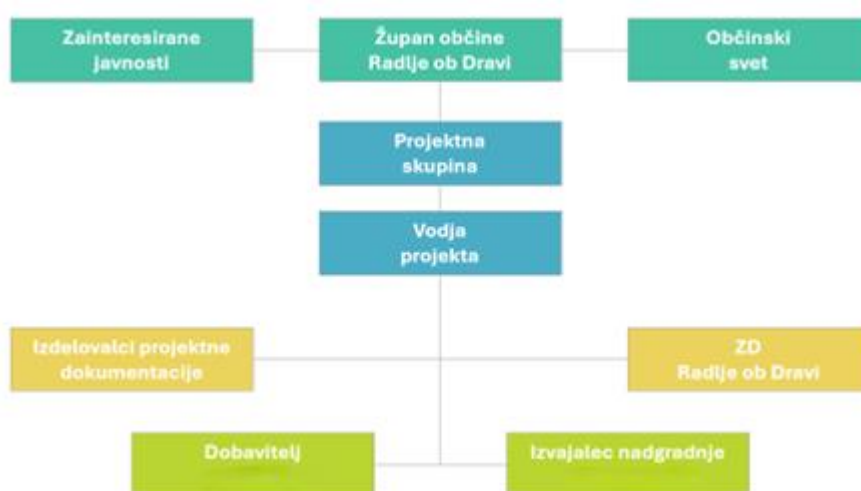 Zainteresirane
javnosti
Župan občine
Radlje ob Dravi
Občinski
svet
Projektna
skupina
Vodja
projekta
Izdelovalci projektne
dokumentacije
ZD
Radlje ob Dravi
Dobavitelj
Izvajalec nadgradnje